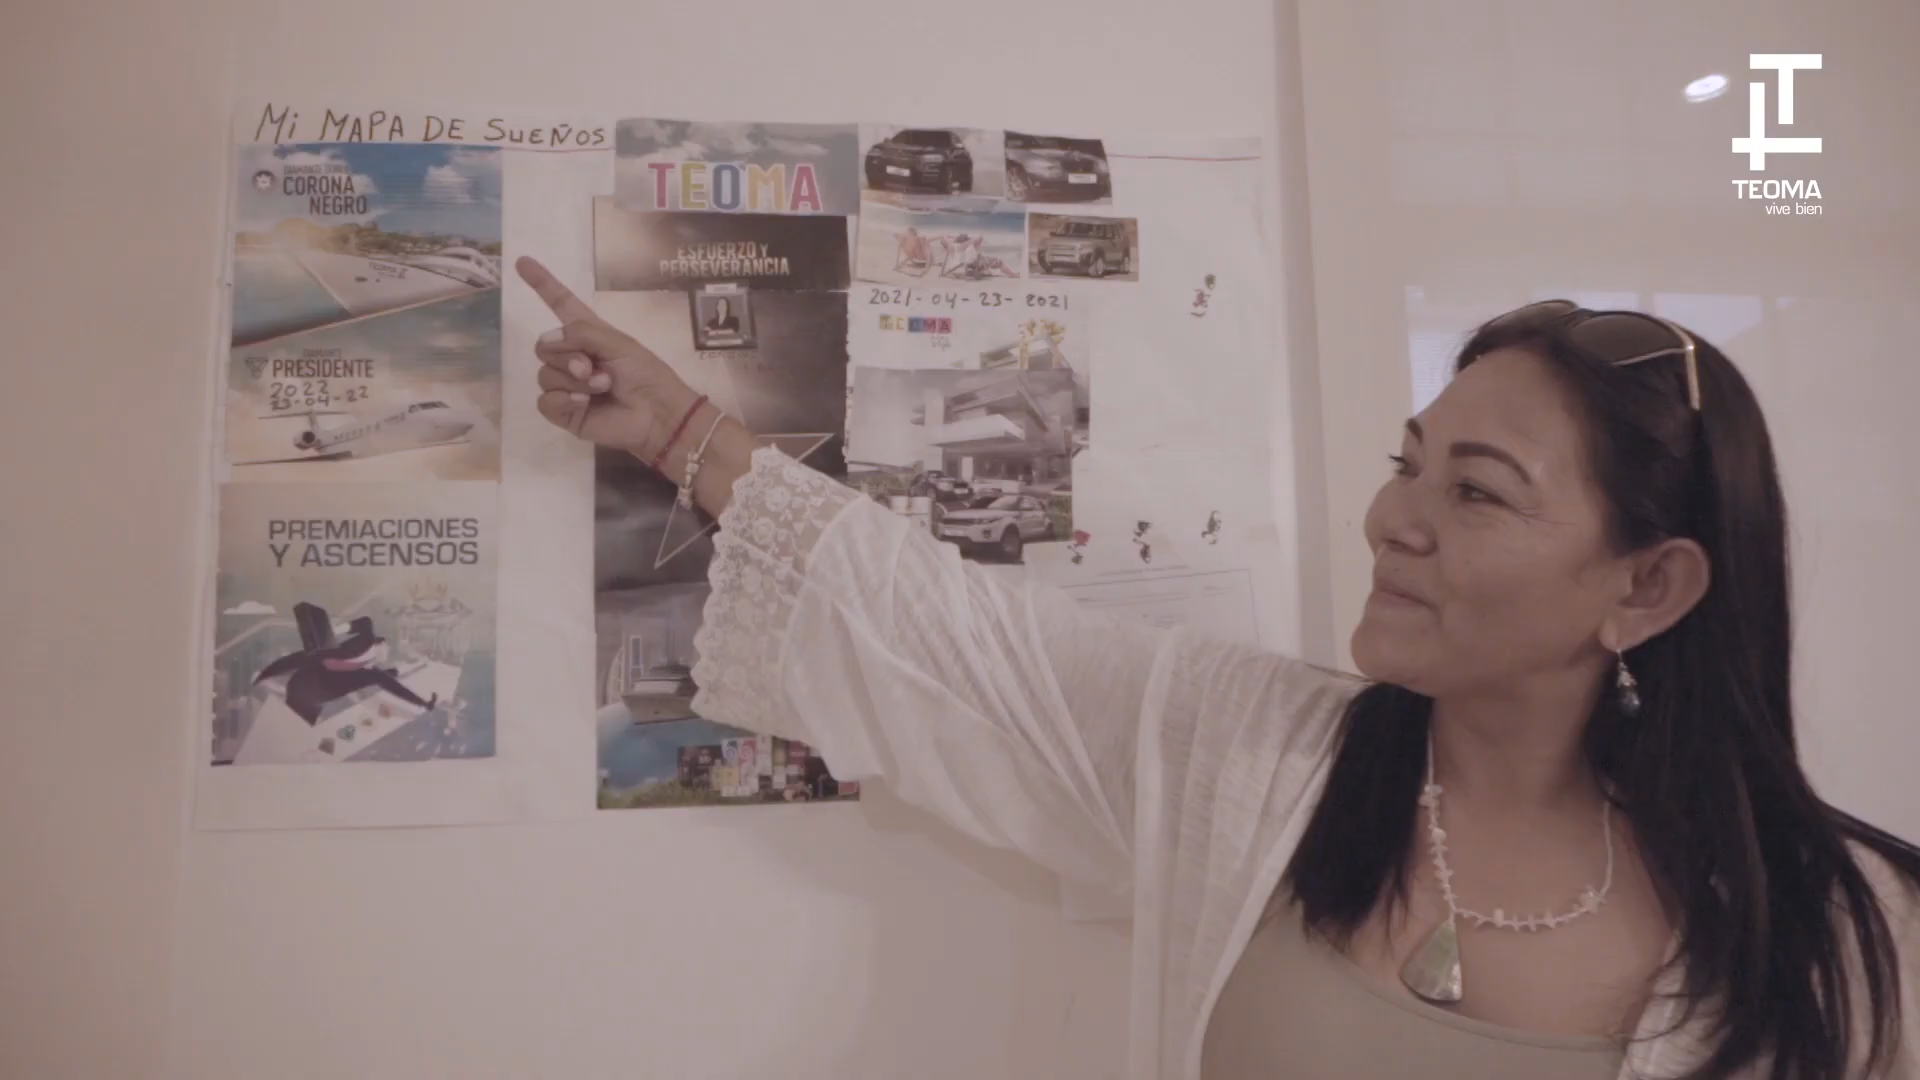 Mi MAPA DE SUEÑOS
CORONA
NEGRO
TEOMA
PRESIDENTE
2022
23-04-22
PREMIACIONES
Y ASCENSOS
TEOMA
ESFUERZO Y
PERSEVERANCIA
2021-04-23-2021
TEOMA
TEOMA
vive bien